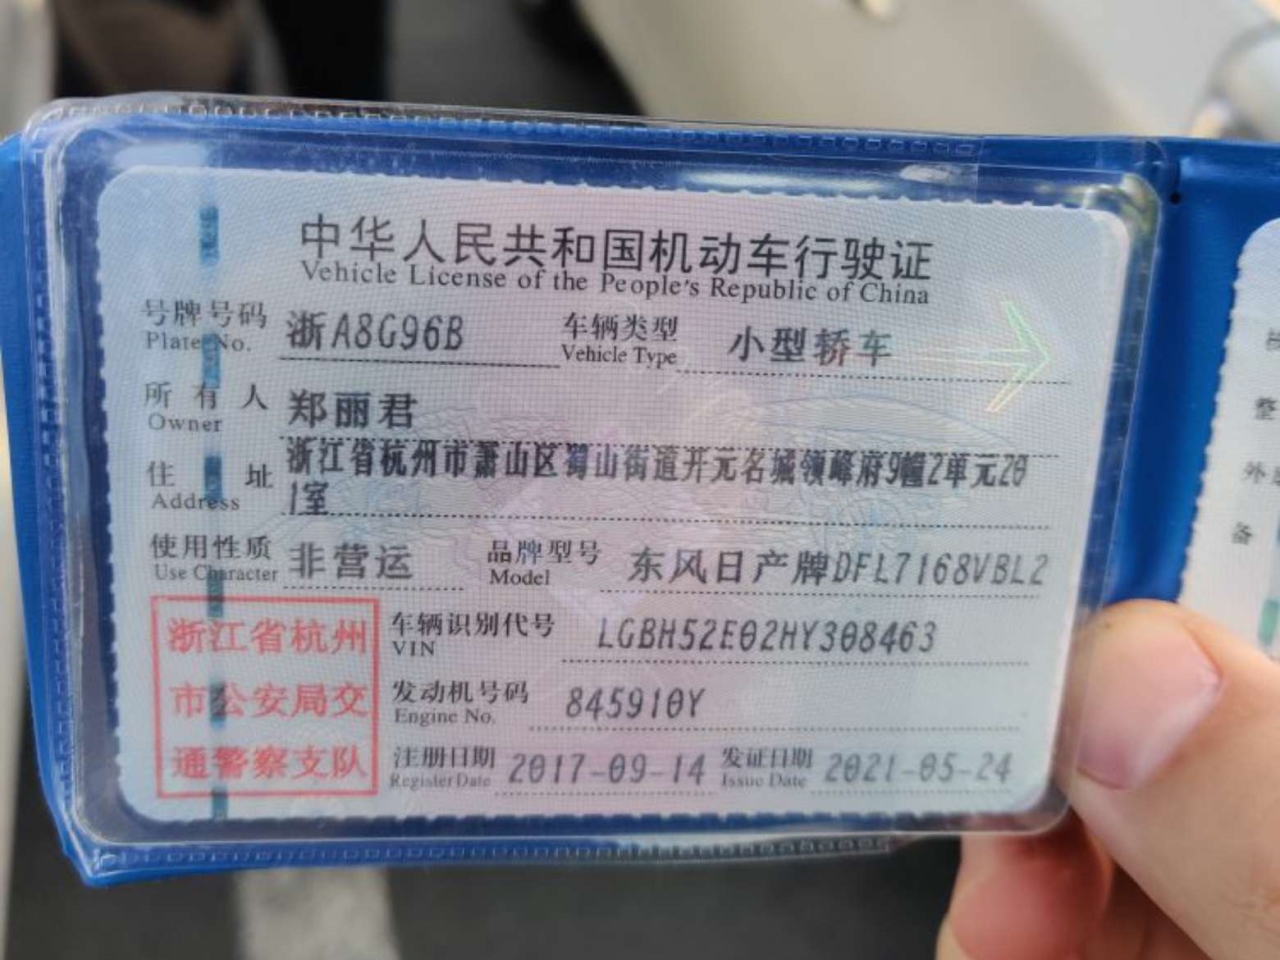 中华人民共和国机动车行驶证
Vehicle License of the People's Republic of China
号牌号码 浙A8G96B 车辆类型 小型轿车
Plate No. Vehicle Type
所有人 郑丽君
Owner
住址 浙江省杭州市萧山区蜀山街道开元名城领峰府9幢2单元20
Address 1室
使用性质 非营运 品牌型号 东风日产牌DFL7168VBL2
Use Character Model
浙江省杭州
市公安局交
通警察支队
车辆识别代号 LGBH52E02HY308463
VIN
发动机号码 845910Y
Engine No.
注册日期 2017-09-14 发证日期 2021-05-24
Register Date Issue Date
整
外
备